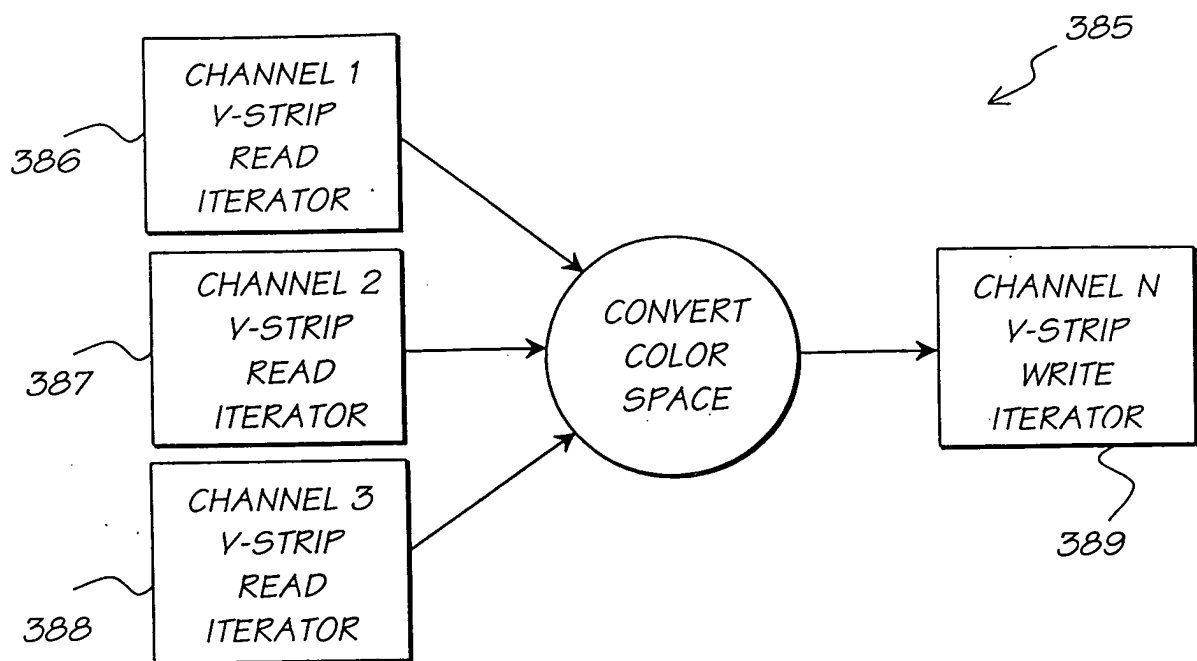 385
CHANNEL 1
V-STRIP
READ
ITERATOR
386
CHANNEL 2
V-STRIP
READ
ITERATOR
387
CHANNEL 3
V-STRIP
READ
ITERATOR
388
CONVERT
COLOR
SPACE
CHANNEL N
V-STRIP
WRITE
ITERATOR
389